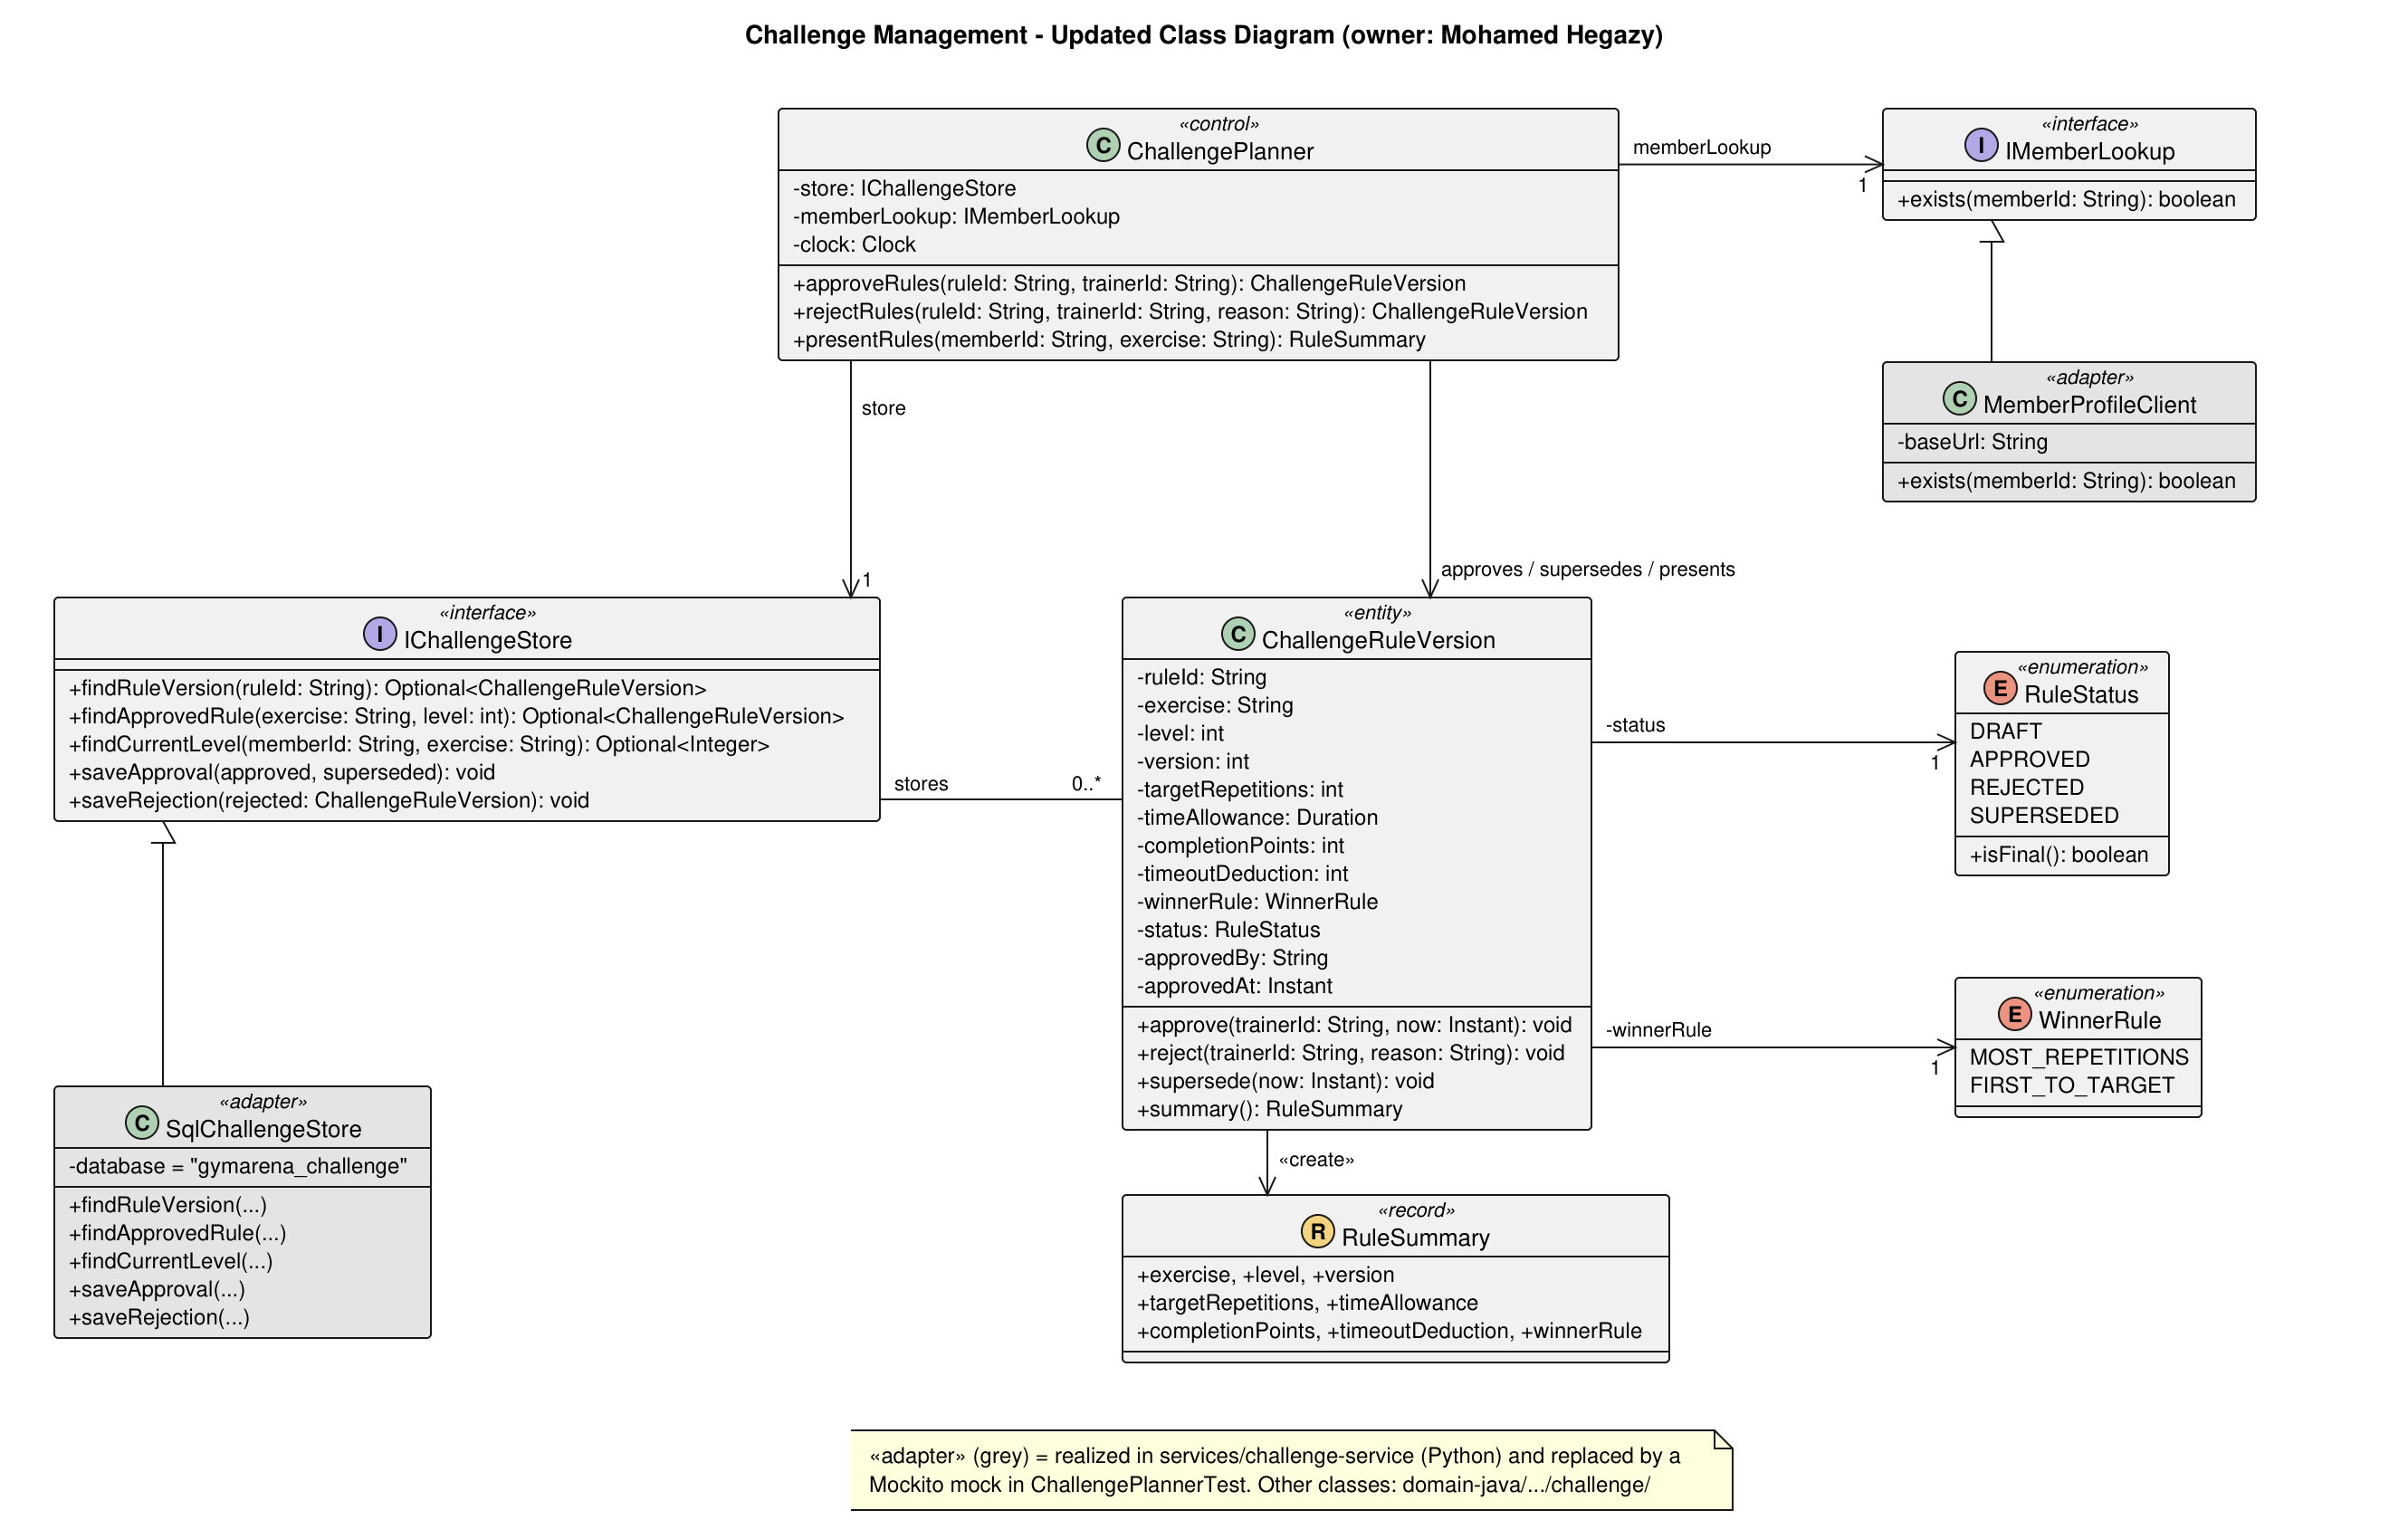 Challenge Management - Updated Class Diagram (owner: Mohamed Hegazy)
«control»
C ChallengePlanner
-store: IChallengeStore
-memberLookup: IMemberLookup
-clock: Clock
+approveRules(ruleId: String, trainerId: String): ChallengeRuleVersion
+rejectRules(ruleId: String, trainerId: String, reason: String): ChallengeRuleVersion
+presentRules(memberId: String, exercise: String): RuleSummary
memberLookup
1
«interface»
I IMemberLookup
+exists(memberId: String): boolean
«adapter»
C MemberProfileClient
-baseUrl: String
+exists(memberId: String): boolean
store
1
approves / supersedes / presents
«interface»
I IChallengeStore
+findRuleVersion(ruleId: String): Optional<ChallengeRuleVersion>
+findApprovedRule(exercise: String, level: int): Optional<ChallengeRuleVersion>
+findCurrentLevel(memberId: String, exercise: String): Optional<Integer>
+saveApproval(approved, superseded): void
+saveRejection(rejected: ChallengeRuleVersion): void
stores
0..*
«entity»
C ChallengeRuleVersion
-ruleId: String
-exercise: String
-level: int
-version: int
-targetRepetitions: int
-timeAllowance: Duration
-completionPoints: int
-timeoutDeduction: int
-winnerRule: WinnerRule
-status: RuleStatus
-approvedBy: String
-approvedAt: Instant
+approve(trainerId: String, now: Instant): void
+reject(trainerId: String, reason: String): void
+supersede(now: Instant): void
+summary(): RuleSummary
-status
1
«enumeration»
E RuleStatus
DRAFT
APPROVED
REJECTED
SUPERSEDED
+isFinal(): boolean
-winnerRule
1
«enumeration»
E WinnerRule
MOST_REPETITIONS
FIRST_TO_TARGET
«adapter»
C SqlChallengeStore
-database = "gymarena_challenge"
+findRuleVersion(...)
+findApprovedRule(...)
+findCurrentLevel(...)
+saveApproval(...)
+saveRejection(...)
«create»
«record»
R RuleSummary
+exercise, +level, +version
+targetRepetitions, +timeAllowance
+completionPoints, +timeoutDeduction, +winnerRule
«adapter» (grey) = realized in services/challenge-service (Python) and replaced by a
Mockito mock in ChallengePlannerTest. Other classes: domain-java/.../challenge/